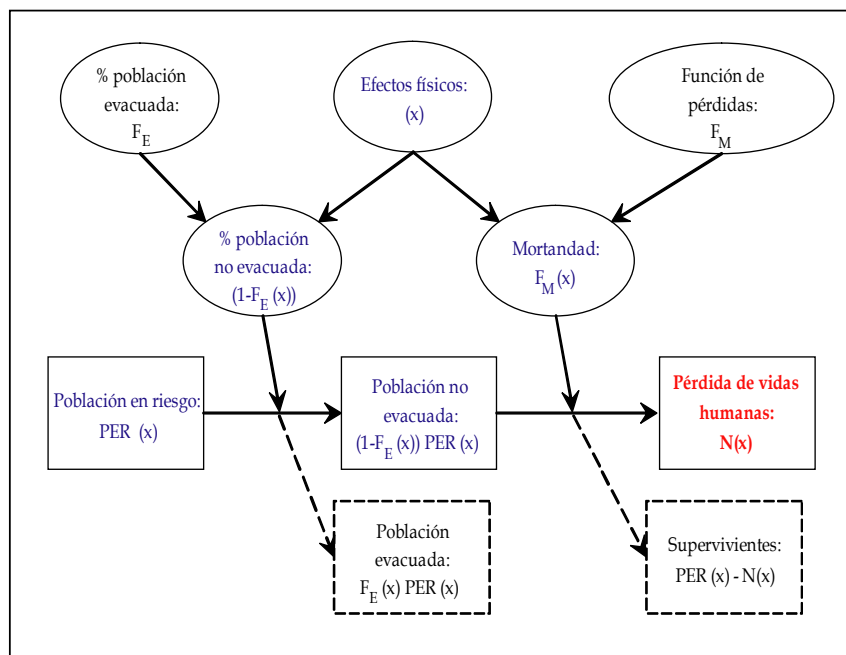 % población
evacuada:
F_E
Efectos físicos:
(x)
Función de
pérdidas:
F_M
% población
no evacuada:
(1-F_E (x))
Mortandad:
F_M (x)
Población en riesgo:
PER (x)
Población no
evacuada:
(1-F_E (x)) PER (x)
Pérdida de vidas
humanas:
N(x)
Población
evacuada:
F_E (x) PER (x)
Supervivientes:
PER (x) - N(x)